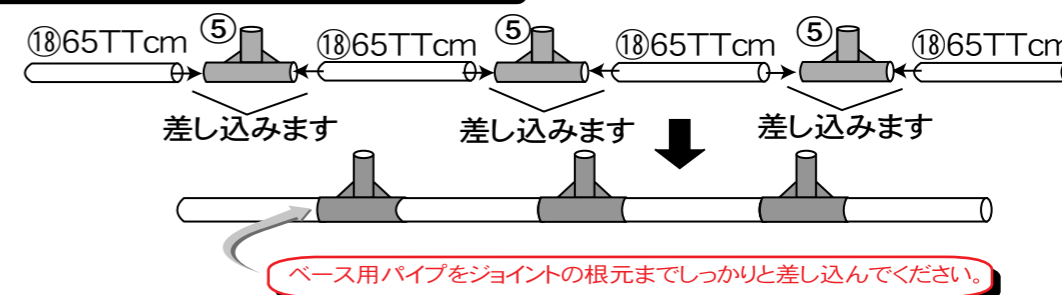 ⑱65TTcm ⑤ ⑱65TTcm ⑤ ⑱65TTcm ⑤ ⑱65TTcm
差し込みます 差し込みます 差し込みます
ベース用パイプをジョイントの根元までしっかりと差し込んでください。